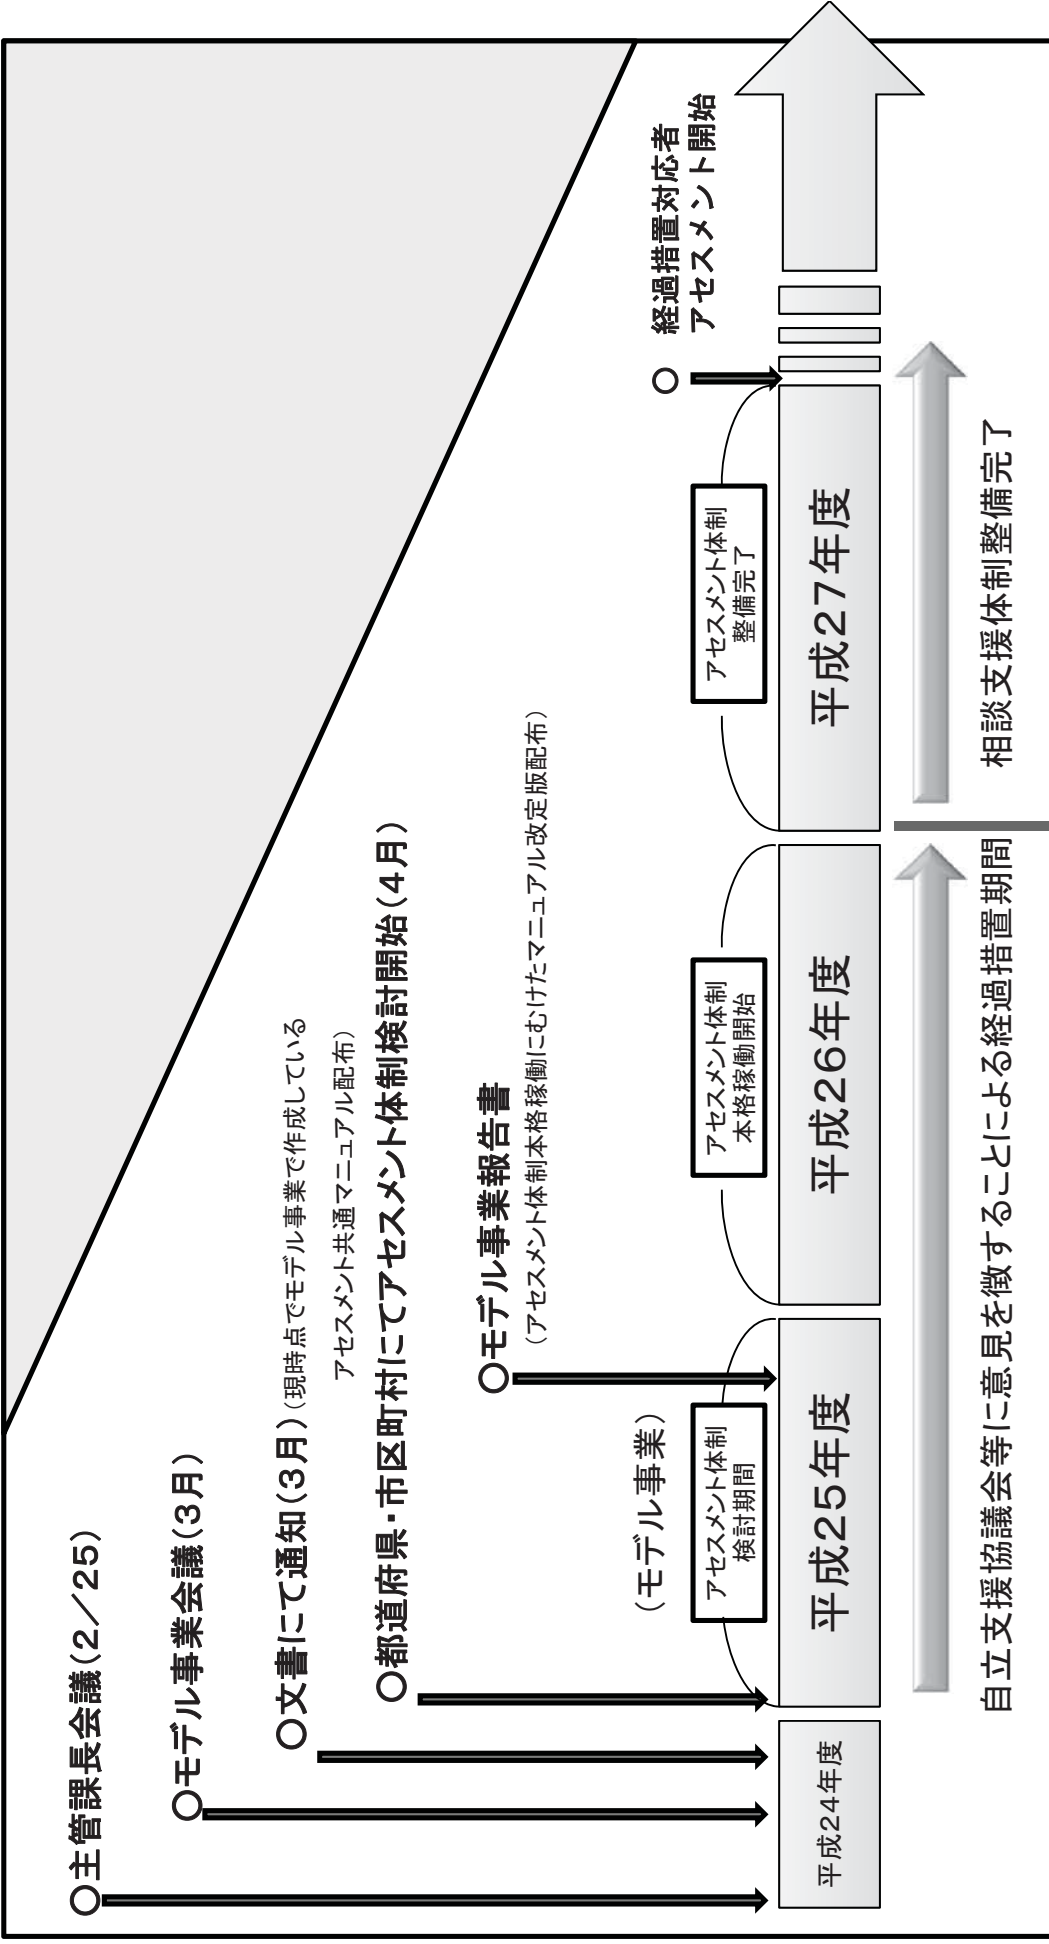 ○主管課長会議（２／２５）
○モデル事業会議（３月）
○文書にて通知（３月）（現時点でモデル事業で作成している
アセスメント共通マニュアル配布）
○都道府県・市区町村にてアセスメント体制検討開始（４月）
○モデル事業報告書
（アセスメント体制本格稼働にむけたマニュアル改定版配布）
○ 経過措置対応者
アセスメント開始
（モデル事業）
アセスメント体制
検討期間
アセスメント体制
本格稼働開始
アセスメント体制
整備完了
平成２４年度
平成２５年度
平成２６年度
平成２７年度
自立支援協議会等に意見を徴することによる経過措置期間
相談支援体制整備完了